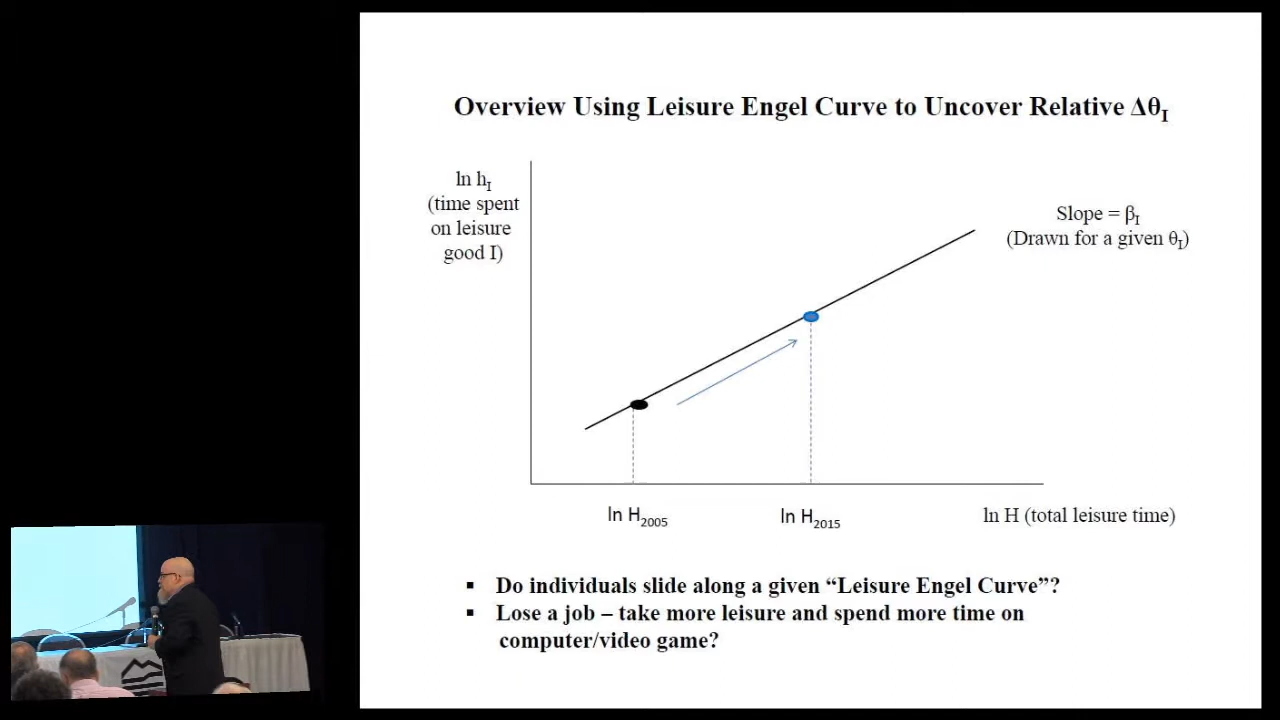 Overview Using Leisure Engel Curve to Uncover Relative Δθ_I
ln h_I
(time spent
on leisure
good I)
Slope = β_I
(Drawn for a given θ_I)
ln H_2005
ln H_2015
ln H (total leisure time)
▪ Do individuals slide along a given “Leisure Engel Curve”?
▪ Lose a job – take more leisure and spend more time on
computer/video game?